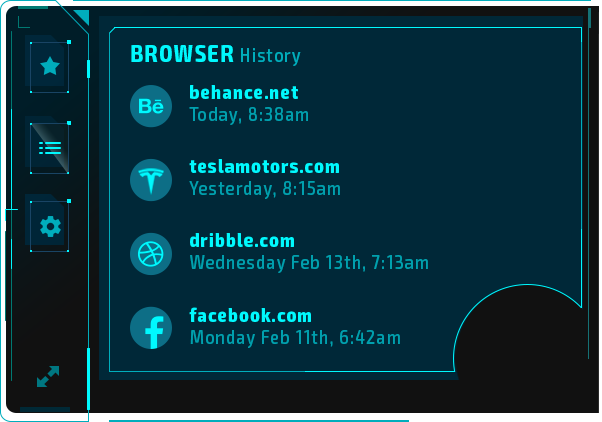 BROWSER History
Bē
behance.net
Today, 8:38am
teslamotors.com
Yesterday, 8:15am
dribble.com
Wednesday Feb 13th, 7:13am
facebook.com
Monday Feb 11th, 6:42am